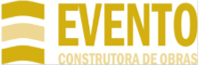 EVENTO
CONSTRUTORA DE OBRAS